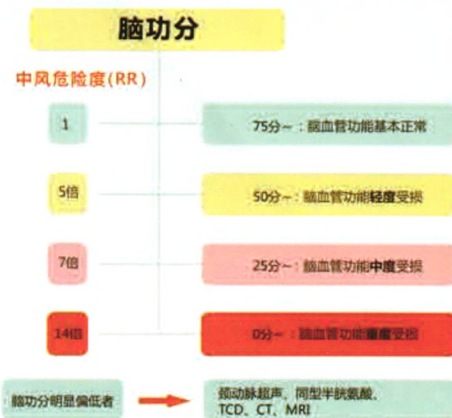 脑功分
中风危险度(RR)
1
75分~：脑血管功能基本正常
5倍
50分~：脑血管功能轻度受损
7倍
25分~：脑血管功能中度受损
14倍
0分~：脑血管功能重度受损
脑功分明显偏低者
颈动脉超声、同型半胱氨酸、
TCD、CT、MRI